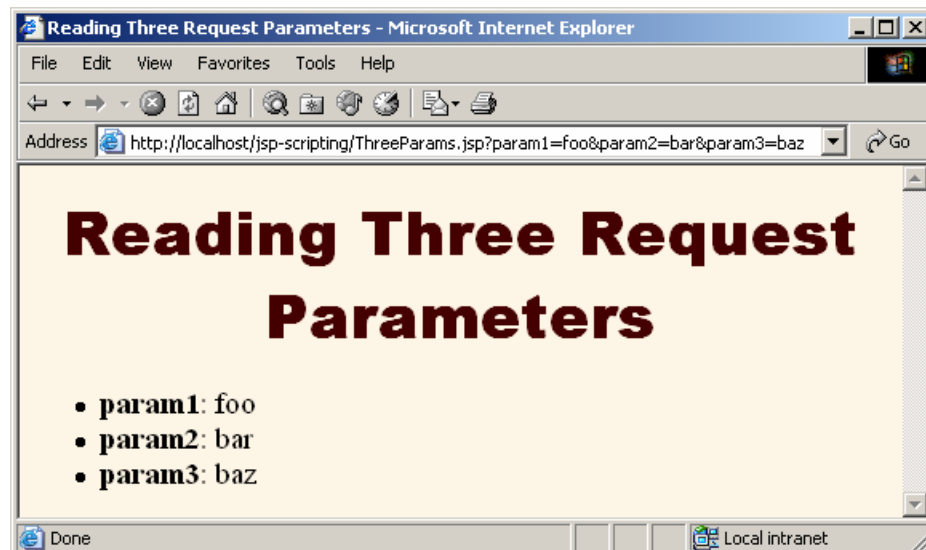 Reading Three Request Parameters - Microsoft Internet Explorer
File Edit View Favorites Tools Help
Address http://localhost/jsp-scripting/ThreeParams.jsp?param1=foo&param2=bar&param3=baz Go
Reading Three Request
Parameters
• param1: foo
• param2: bar
• param3: baz
Done Local intranet